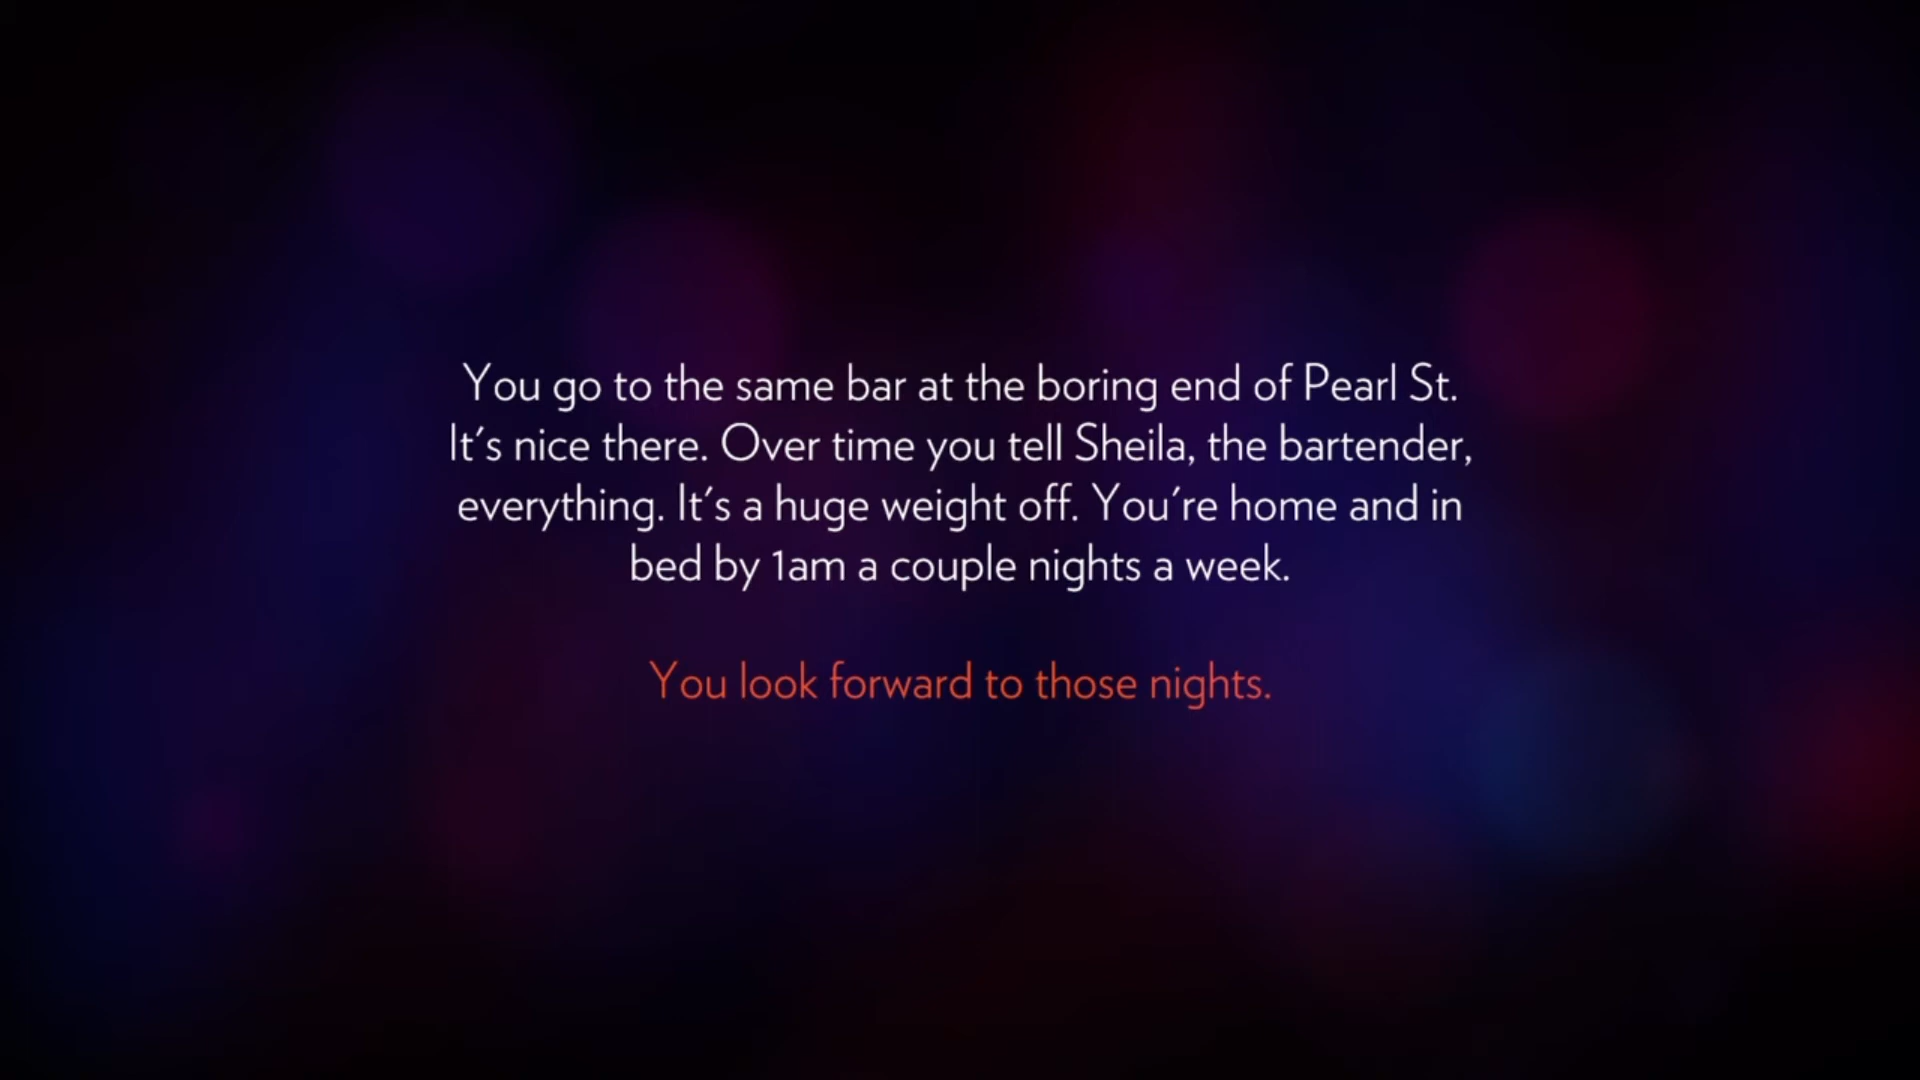 You go to the same bar at the boring end of Pearl St.
It's nice there. Over time you tell Sheila, the bartender,
everything. It's a huge weight off. You're home and in
bed by 1am a couple nights a week.
You look forward to those nights.